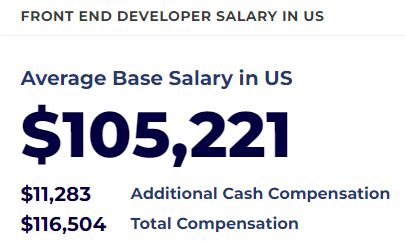 FRONT END DEVELOPER SALARY IN US
Average Base Salary in US
$105,221
$11,283 Additional Cash Compensation
$116,504 Total Compensation